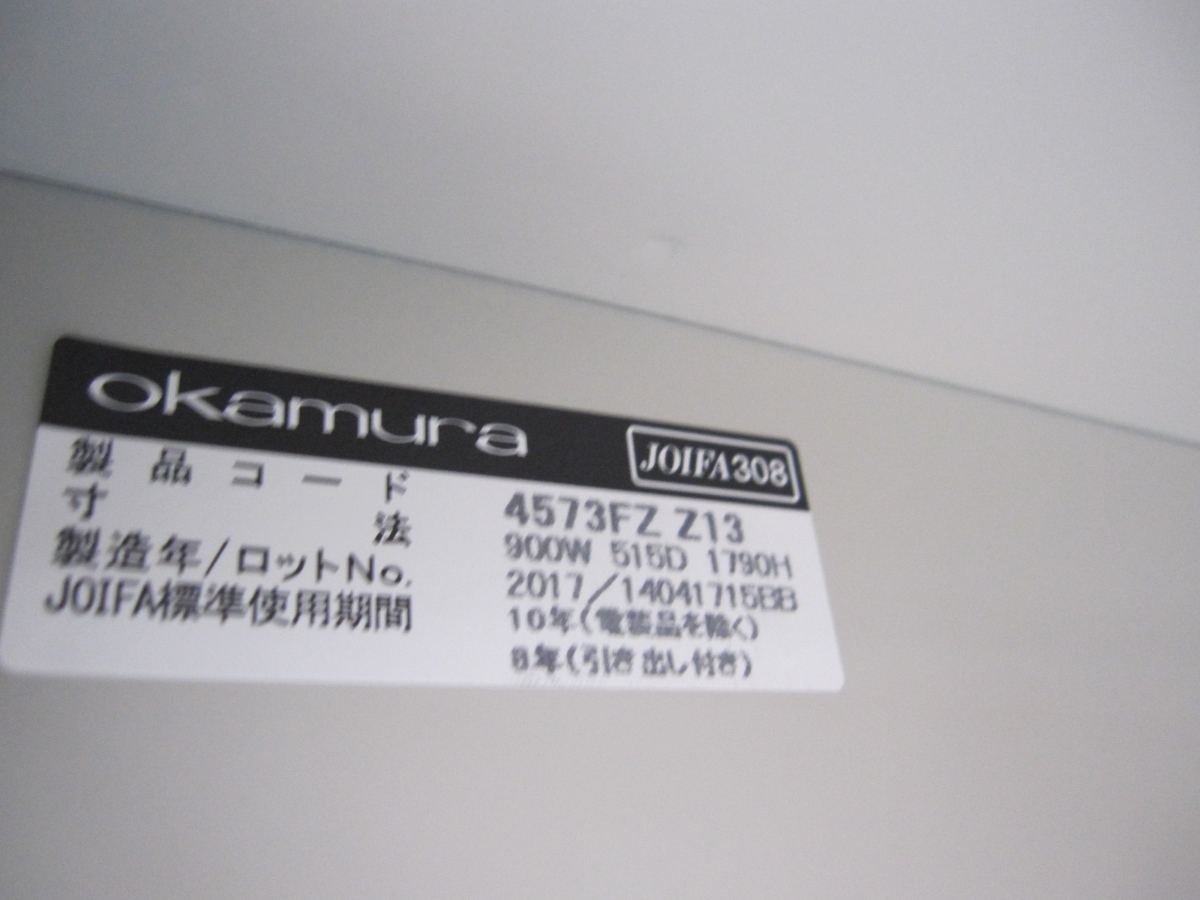 okamura JOIFA308
製品コード 4573FZ Z13
寸法 900W 515D 1790H
製造年/ロットNo. 2017/14041715BB
JOIFA標準使用期間 10年(電装品を除く)
8年(引き出し付き)